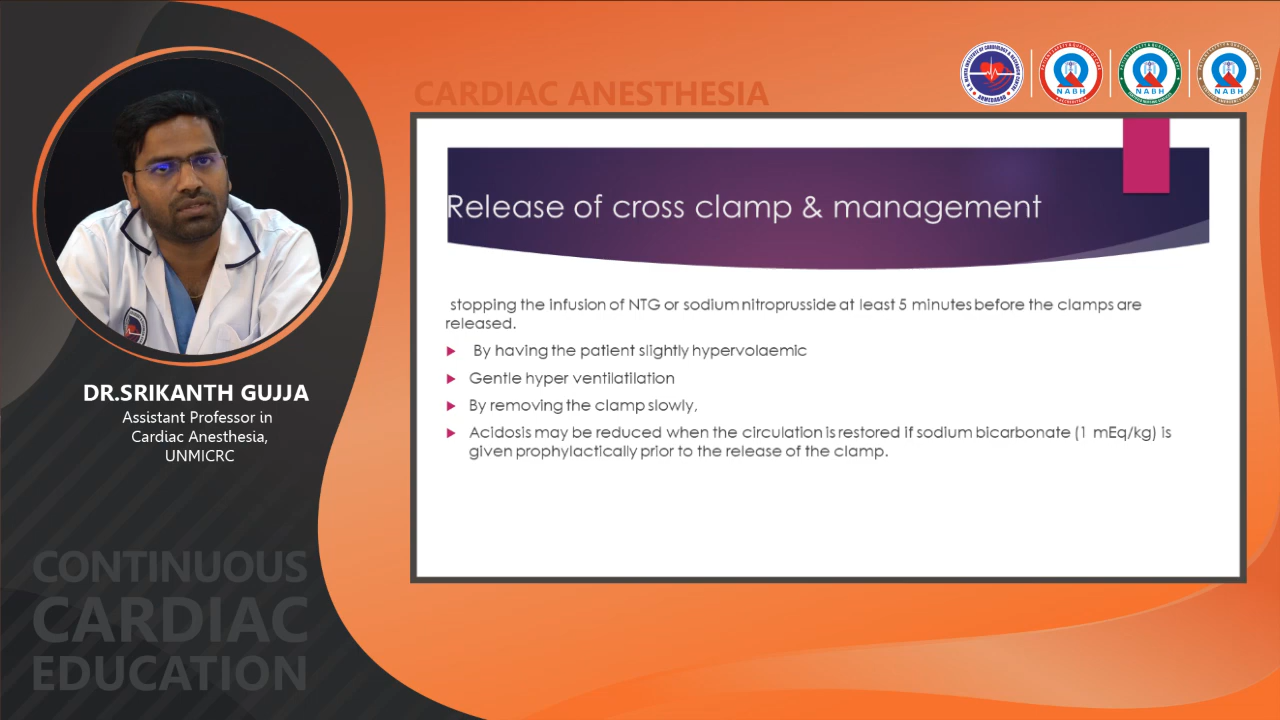 CARDIAC ANESTHESIA
NABH
NABH
NABH
Release of cross clamp & management
stopping the infusion of NTG or sodium nitroprusside at least 5 minutes before the clamps are
released.
By having the patient slightly hypervolaemic
Gentle hyper ventilatilation
By removing the clamp slowly,
Acidosis may be reduced when the circulation is restored if sodium bicarbonate (1 mEq/kg) is
given prophylactically prior to the release of the clamp.
DR.SRIKANTH GUJJA
Assistant Professor in
Cardiac Anesthesia,
UNMICRC
CONTINUOUS
CARDIAC
EDUCATION